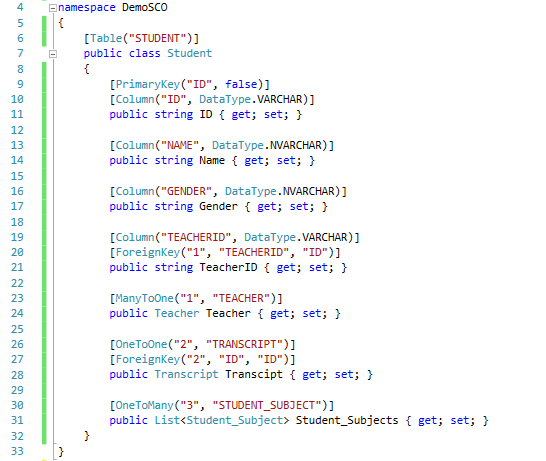 4 namespace DemoSCO
5 {
6 [Table("STUDENT")]
7 public class Student
8 {
9 [PrimaryKey("ID", false)]
10 [Column("ID", DataType.VARCHAR)]
11 public string ID { get; set; }
12
13 [Column("NAME", DataType.NVARCHAR)]
14 public string Name { get; set; }
15
16 [Column("GENDER", DataType.NVARCHAR)]
17 public string Gender { get; set; }
18
19 [Column("TEACHERID", DataType.VARCHAR)]
20 [ForeignKey("1", "TEACHERID", "ID")]
21 public string TeacherID { get; set; }
22
23 [ManyToOne("1", "TEACHER")]
24 public Teacher Teacher { get; set; }
25
26 [OneToOne("2", "TRANSCRIPT")]
27 [ForeignKey("2", "ID", "ID")]
28 public Transcript Transcipt { get; set; }
29
30 [OneToMany("3", "STUDENT_SUBJECT")]
31 public List<Student_Subject> Student_Subjects { get; set; }
32 }
33 }